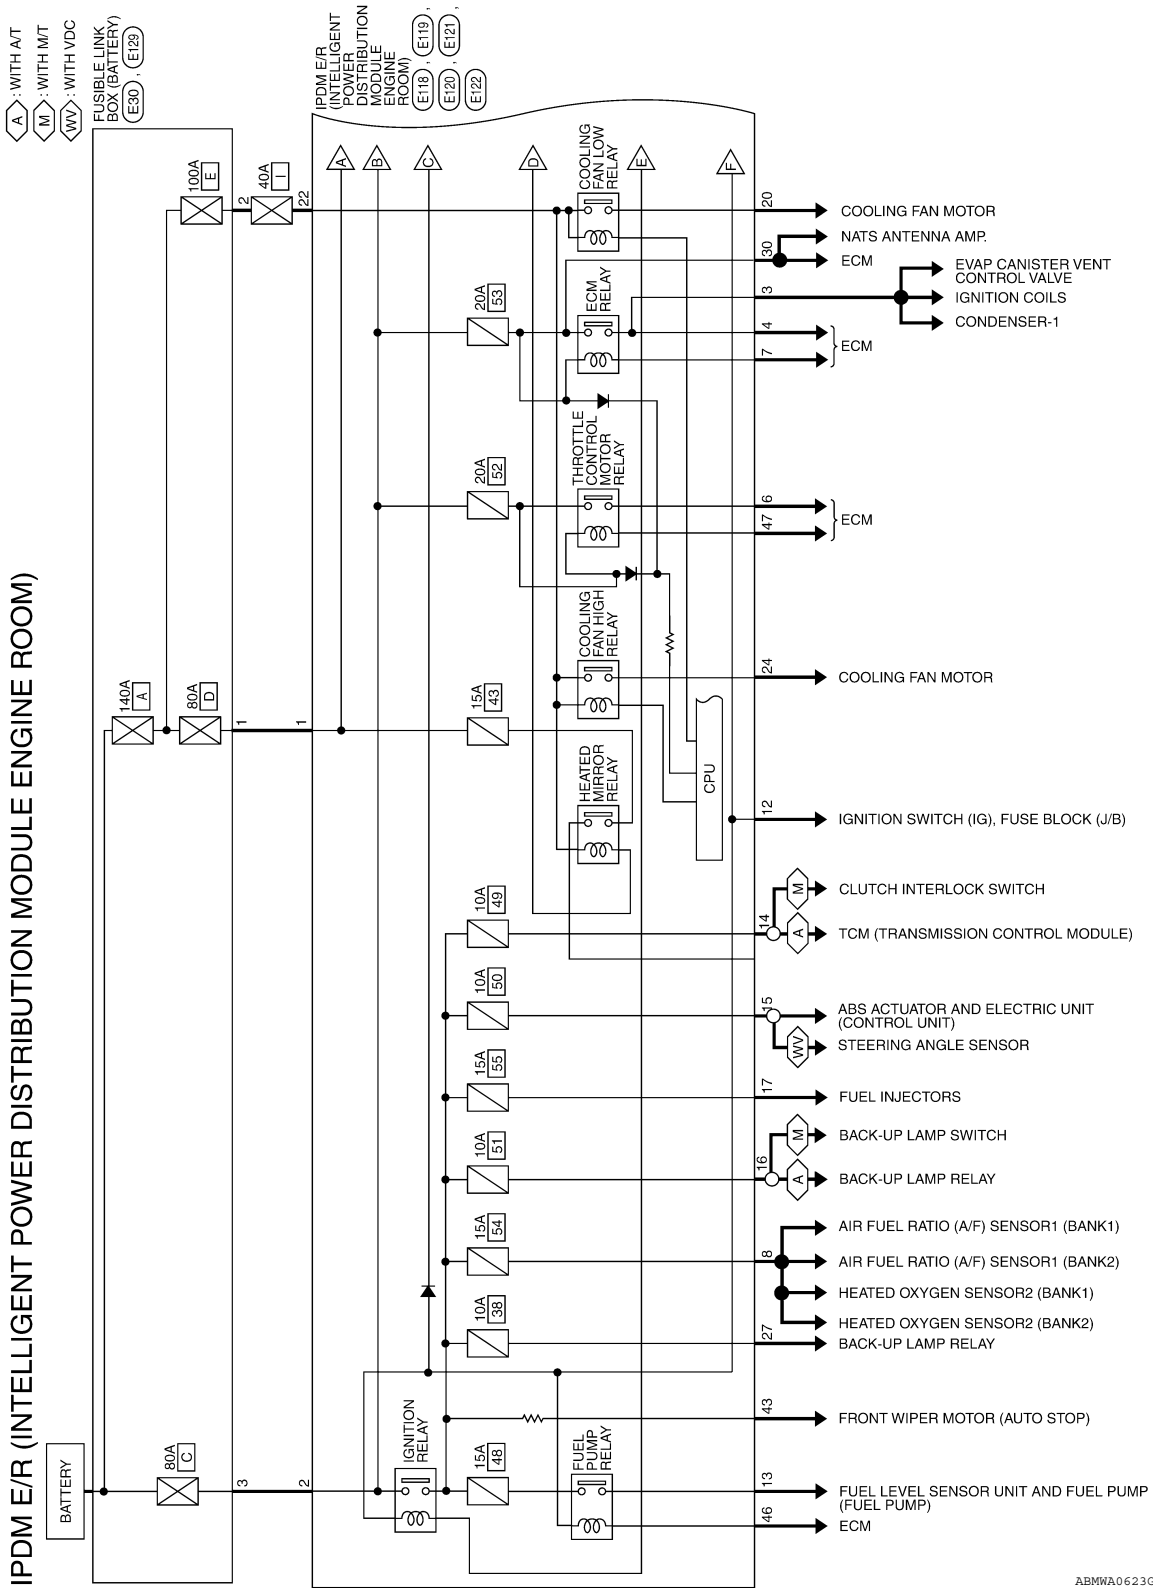 IPDM E/R (INTELLIGENT POWER DISTRIBUTION MODULE ENGINE ROOM)
A : WITH A/T
M : WITH M/T
WV : WITH VDC
FUSIBLE LINK
BOX (BATTERY)
E30 , E129
IPDM E/R
(INTELLIGENT
POWER
DISTRIBUTION
MODULE
ENGINE
ROOM)
E118 , E119 ,
E120 , E121 ,
E122
100A
E
2
40A
I
22
A
B
C
D
E
F
COOLING
FAN LOW
RELAY
20
COOLING FAN MOTOR
NATS ANTENNA AMP.
30
ECM
20A
53
ECM
RELAY
3
EVAP CANISTER VENT
CONTROL VALVE
IGNITION COILS
CONDENSER-1
4
7
ECM
20A
52
THROTTLE
CONTROL
MOTOR
RELAY
6
47
ECM
COOLING
FAN HIGH
RELAY
24
COOLING FAN MOTOR
140A
A
80A
D
1
1
15A
43
HEATED
MIRROR
RELAY
CPU
12
IGNITION SWITCH (IG), FUSE BLOCK (J/B)
10A
49
14
M
CLUTCH INTERLOCK SWITCH
A
TCM (TRANSMISSION CONTROL MODULE)
10A
50
15
ABS ACTUATOR AND ELECTRIC UNIT
(CONTROL UNIT)
WV
STEERING ANGLE SENSOR
15A
55
17
FUEL INJECTORS
10A
51
16
M
BACK-UP LAMP SWITCH
A
BACK-UP LAMP RELAY
15A
54
18
AIR FUEL RATIO (A/F) SENSOR1 (BANK1)
AIR FUEL RATIO (A/F) SENSOR1 (BANK2)
HEATED OXYGEN SENSOR2 (BANK1)
HEATED OXYGEN SENSOR2 (BANK2)
10A
38
27
BACK-UP LAMP RELAY
43
FRONT WIPER MOTOR (AUTO STOP)
BATTERY
80A
C
3
2
IGNITION
RELAY
15A
48
FUEL
PUMP
RELAY
13
FUEL LEVEL SENSOR UNIT AND FUEL PUMP
(FUEL PUMP)
46
ECM
ABMWA0623G